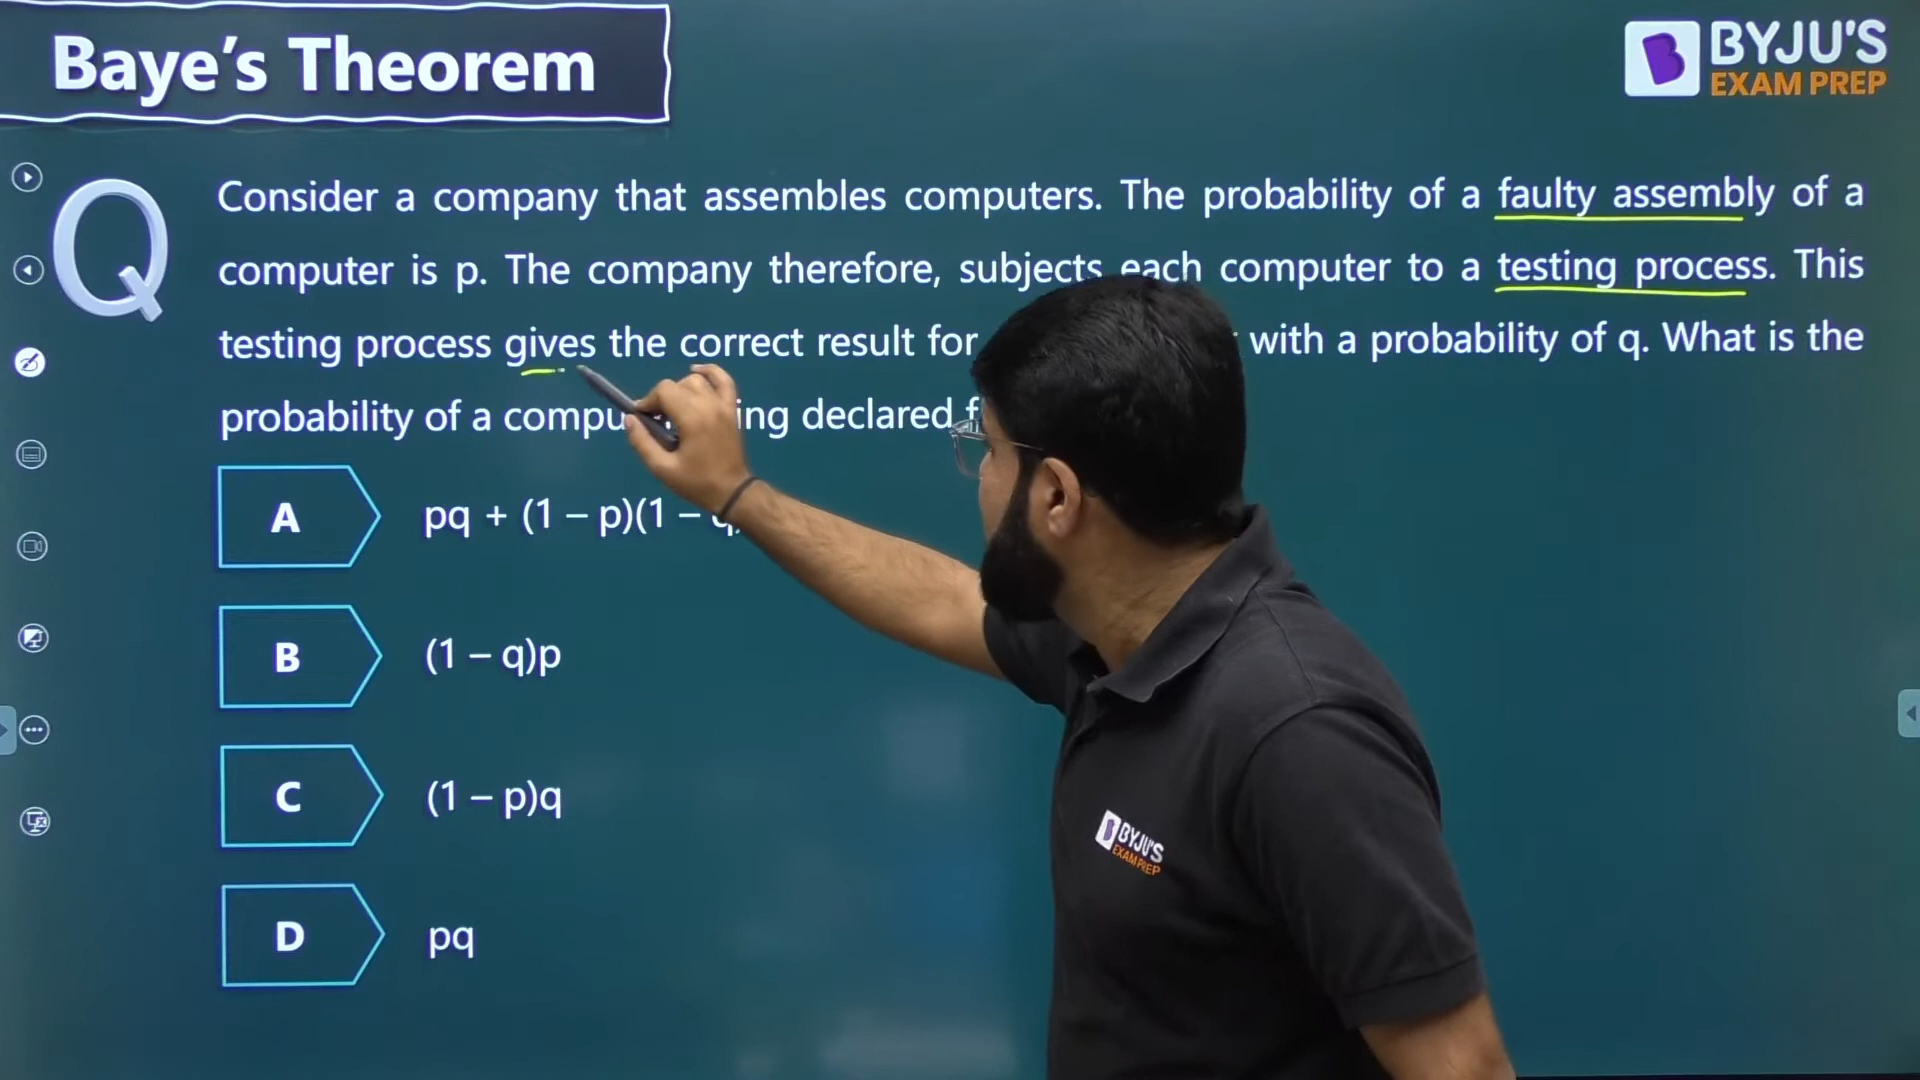 Baye's Theorem
BYJU'S
EXAM PREP
Q
Consider a company that assembles computers. The probability of a faulty assembly of a
computer is p. The company therefore, subjects each computer to a testing process. This
testing process gives the correct result for with a probability of q. What is the
probability of a declared
A pq + (1 – p)(1 –
B (1 – q)p
C (1 – p)q
D pq
BYJU'S
EXAM PREP